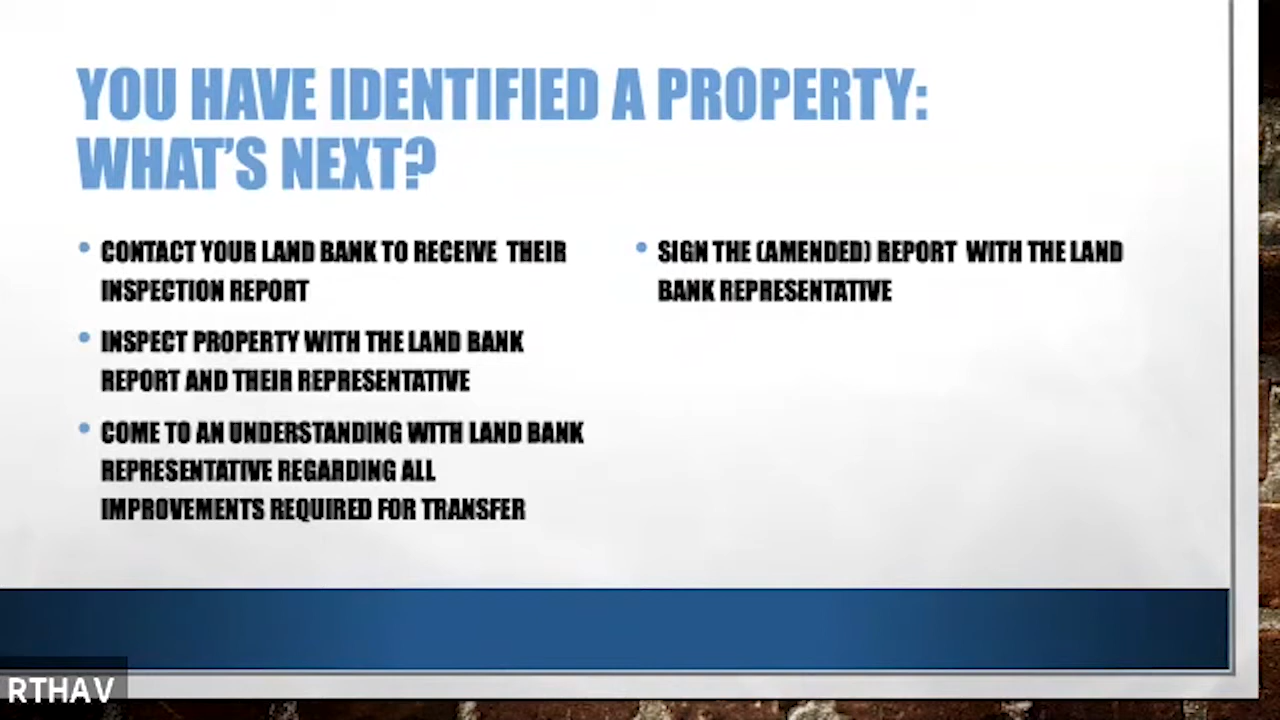 YOU HAVE IDENTIFIED A PROPERTY:
WHAT'S NEXT?
• CONTACT YOUR LAND BANK TO RECEIVE THEIR
INSPECTION REPORT
• INSPECT PROPERTY WITH THE LAND BANK
REPORT AND THEIR REPRESENTATIVE
• COME TO AN UNDERSTANDING WITH LAND BANK
REPRESENTATIVE REGARDING ALL
IMPROVEMENTS REQUIRED FOR TRANSFER
• SIGN THE (AMENDED) REPORT WITH THE LAND
BANK REPRESENTATIVE
RTHAV